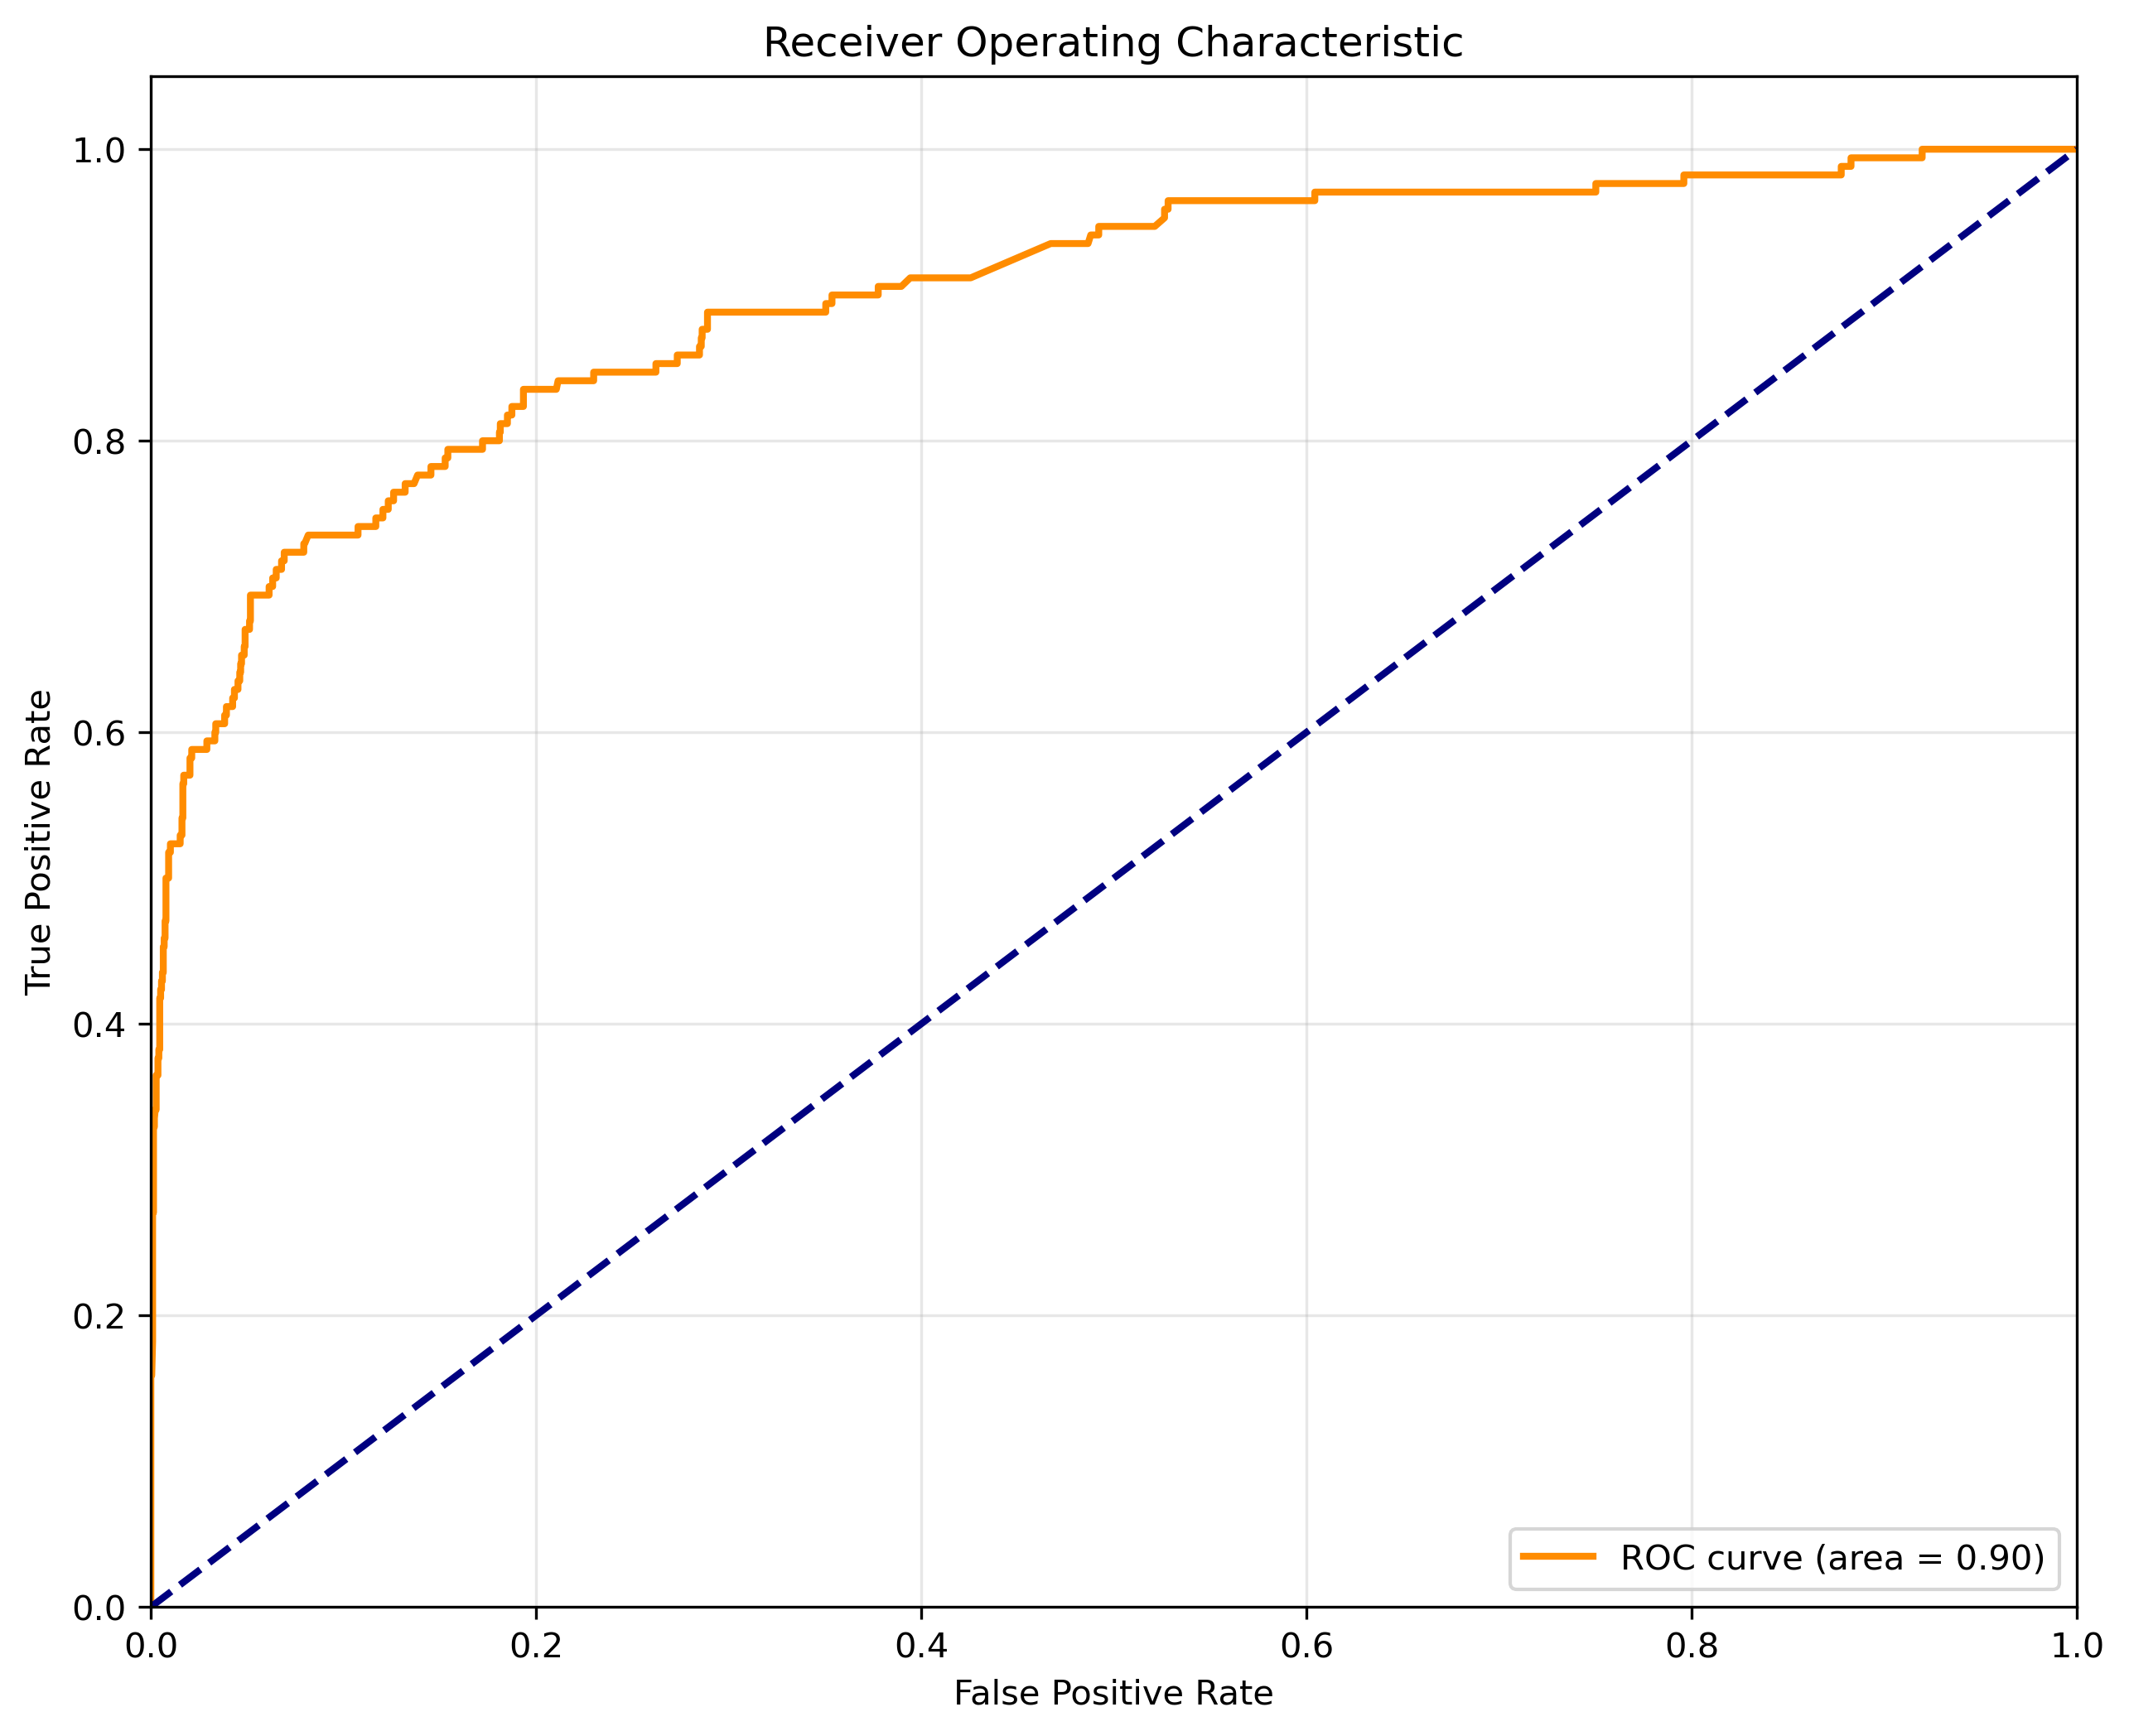 Receiver Operating Characteristic
1.0
0.8
0.6
0.4
0.2
0.0
True Positive Rate
0.0 0.2 0.4 0.6 0.8 1.0
False Positive Rate
ROC curve (area = 0.90)